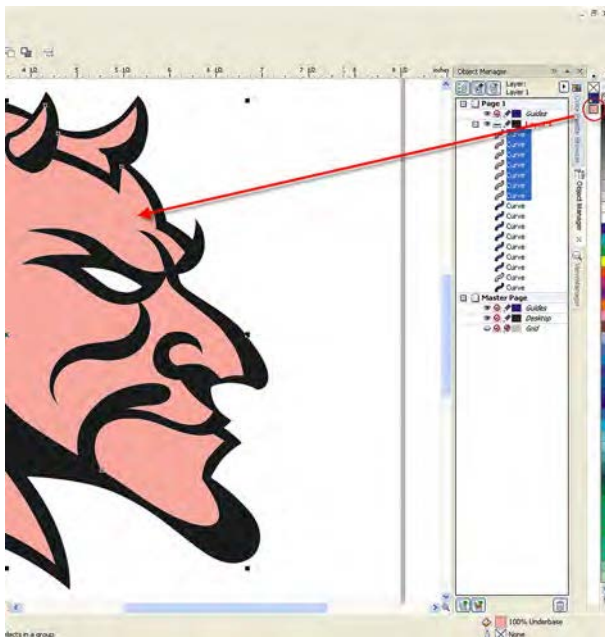 Object Manager
Layer:
Layer 1
Page 1
Guides
Curve
Curve
Curve
Curve
Curve
Curve
Curve
Curve
Curve
Curve
Curve
Curve
Curve
Curve
Master Page
Guides
Desktop
Grid
Object Manager
100% Underbase
None